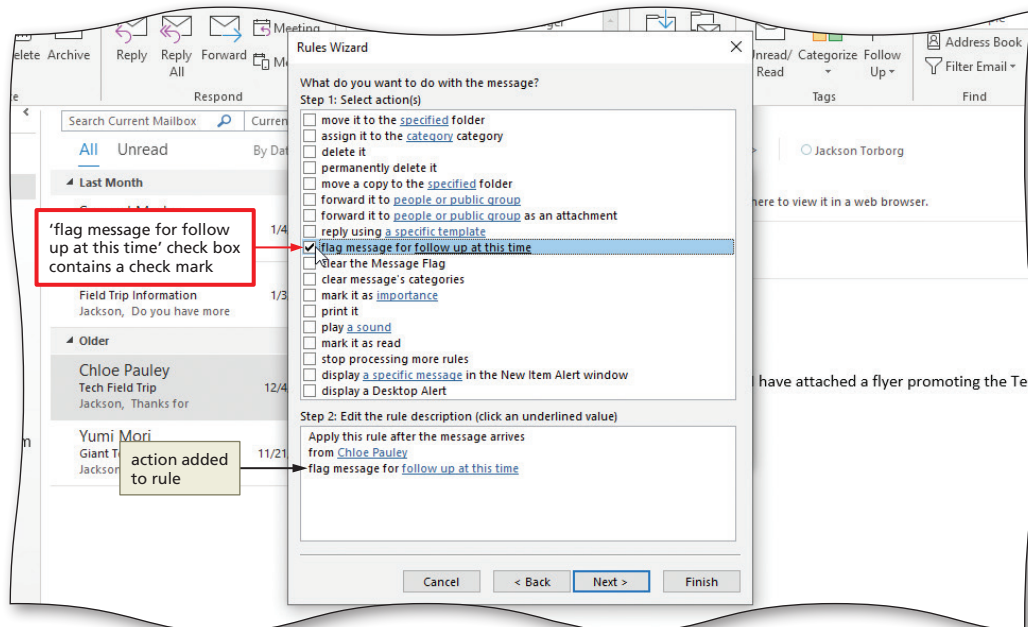 Meeting
elete Archive
Reply Reply Forward
All
Respond
Unread/ Categorize Follow
Read Up
Tags
Address Book
Filter Email
Find
Search Current Mailbox
All Unread By Dat
Last Month
1/4
Field Trip Information 1/3
Jackson, Do you have more
Older
Chloe Pauley
Tech Field Trip 12/4
Jackson, Thanks for
Yumi Mori
Giant T 11/21
Jackson
'flag message for follow
up at this time' check box
contains a check mark
action added
to rule
Rules Wizard
What do you want to do with the message?
Step 1: Select action(s)
move it to the specified folder
assign it to the category category
delete it
permanently delete it
move a copy to the specified folder
forward it to people or public group
forward it to people or public group as an attachment
reply using a specific template
flag message for follow up at this time
clear the Message Flag
clear message's categories
mark it as importance
print it
play a sound
mark it as read
stop processing more rules
display a specific message in the New Item Alert window
display a Desktop Alert
Step 2: Edit the rule description (click an underlined value)
Apply this rule after the message arrives
from Chloe Pauley
flag message for follow up at this time
Cancel < Back Next > Finish
Jackson Torborg
here to view it in a web browser.
I have attached a flyer promoting the Te